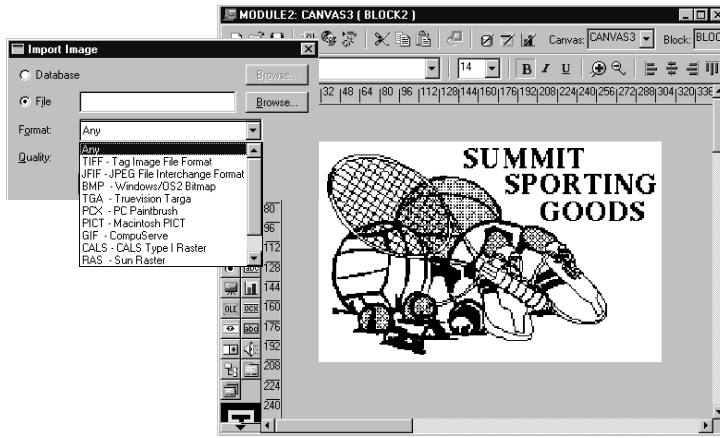 MODULE2: CANVAS3 ( BLOCK2 )
Canvas: CANVAS3 Block: BLOC
14 B I U
Import Image
Database Browse...
File Browse...
Format: Any
Quality:
Any
TIFF - Tag Image File Format
JFIF - JPEG File Interchange Format
BMP - Windows/OS2 Bitmap
TGA - Truevision Targa
PCX - PC Paintbrush
PICT - Macintosh PICT
GIF - CompuServe
CALS - CALS Type I Raster
RAS - Sun Raster
32 48 64 80 96 112 128 144 160 176 192 208 224 240 256 272 288 304 320 336
80
96
112
128
144
160
176
192
208
224
240
abc
OLE OCX
abc
SUMMIT
SPORTING
GOODS